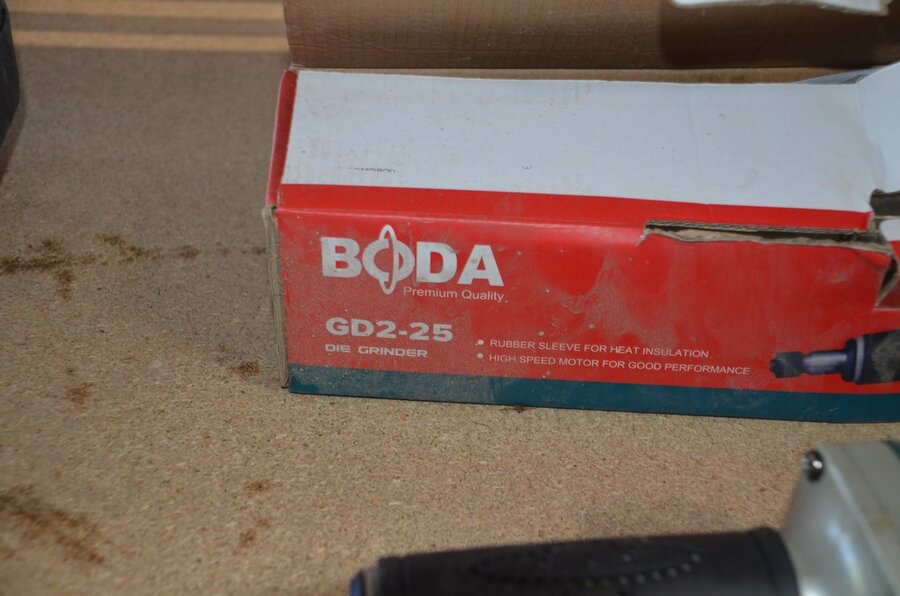 BODA
Premium Quality
GD2-25
DIE GRINDER
RUBBER SLEEVE FOR HEAT INSULATION
HIGH SPEED MOTOR FOR GOOD PERFORMANCE